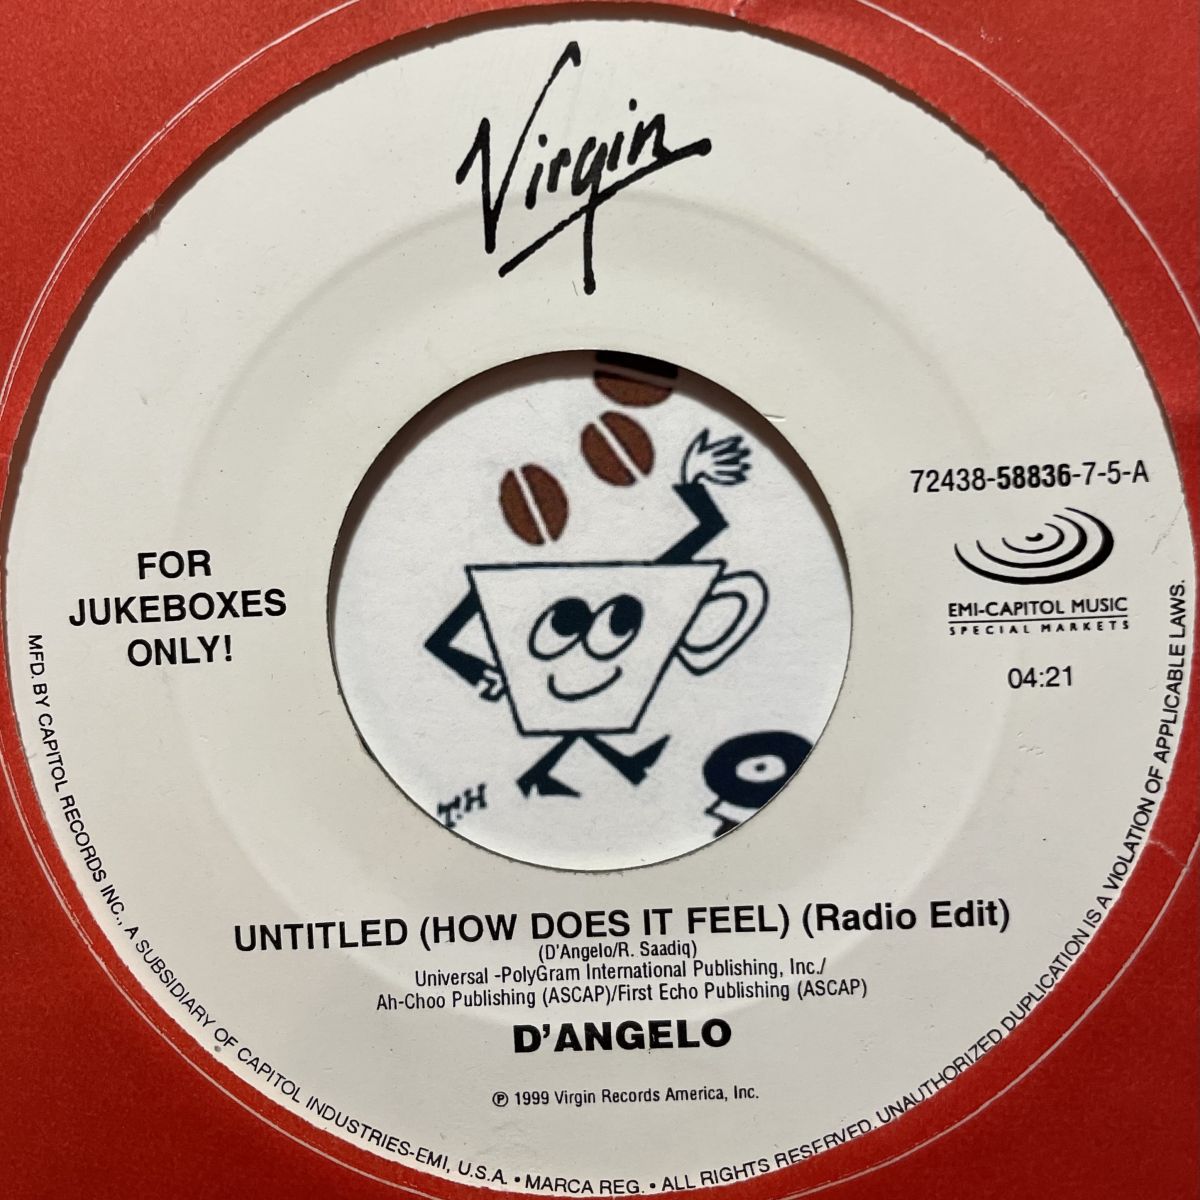 Virgin
72438-58836-7-5-A
EMI-CAPITOL MUSIC
SPECIAL MARKETS
04:21
FOR
JUKEBOXES
ONLY!
T.H
UNTITLED (HOW DOES IT FEEL) (Radio Edit)
(D'Angelo/R. Saadiq)
Universal -PolyGram International Publishing, Inc./
Ah-Choo Publishing (ASCAP)/First Echo Publishing (ASCAP)
D'ANGELO
℗ 1999 Virgin Records America, Inc.
MFD. BY CAPITOL RECORDS INC., A SUBSIDIARY OF CAPITOL INDUSTRIES-EMI, U.S.A. • MARCA REG. • ALL RIGHTS RESERVED. UNAUTHORIZED DUPLICATION IS A VIOLATION OF APPLICABLE LAWS.